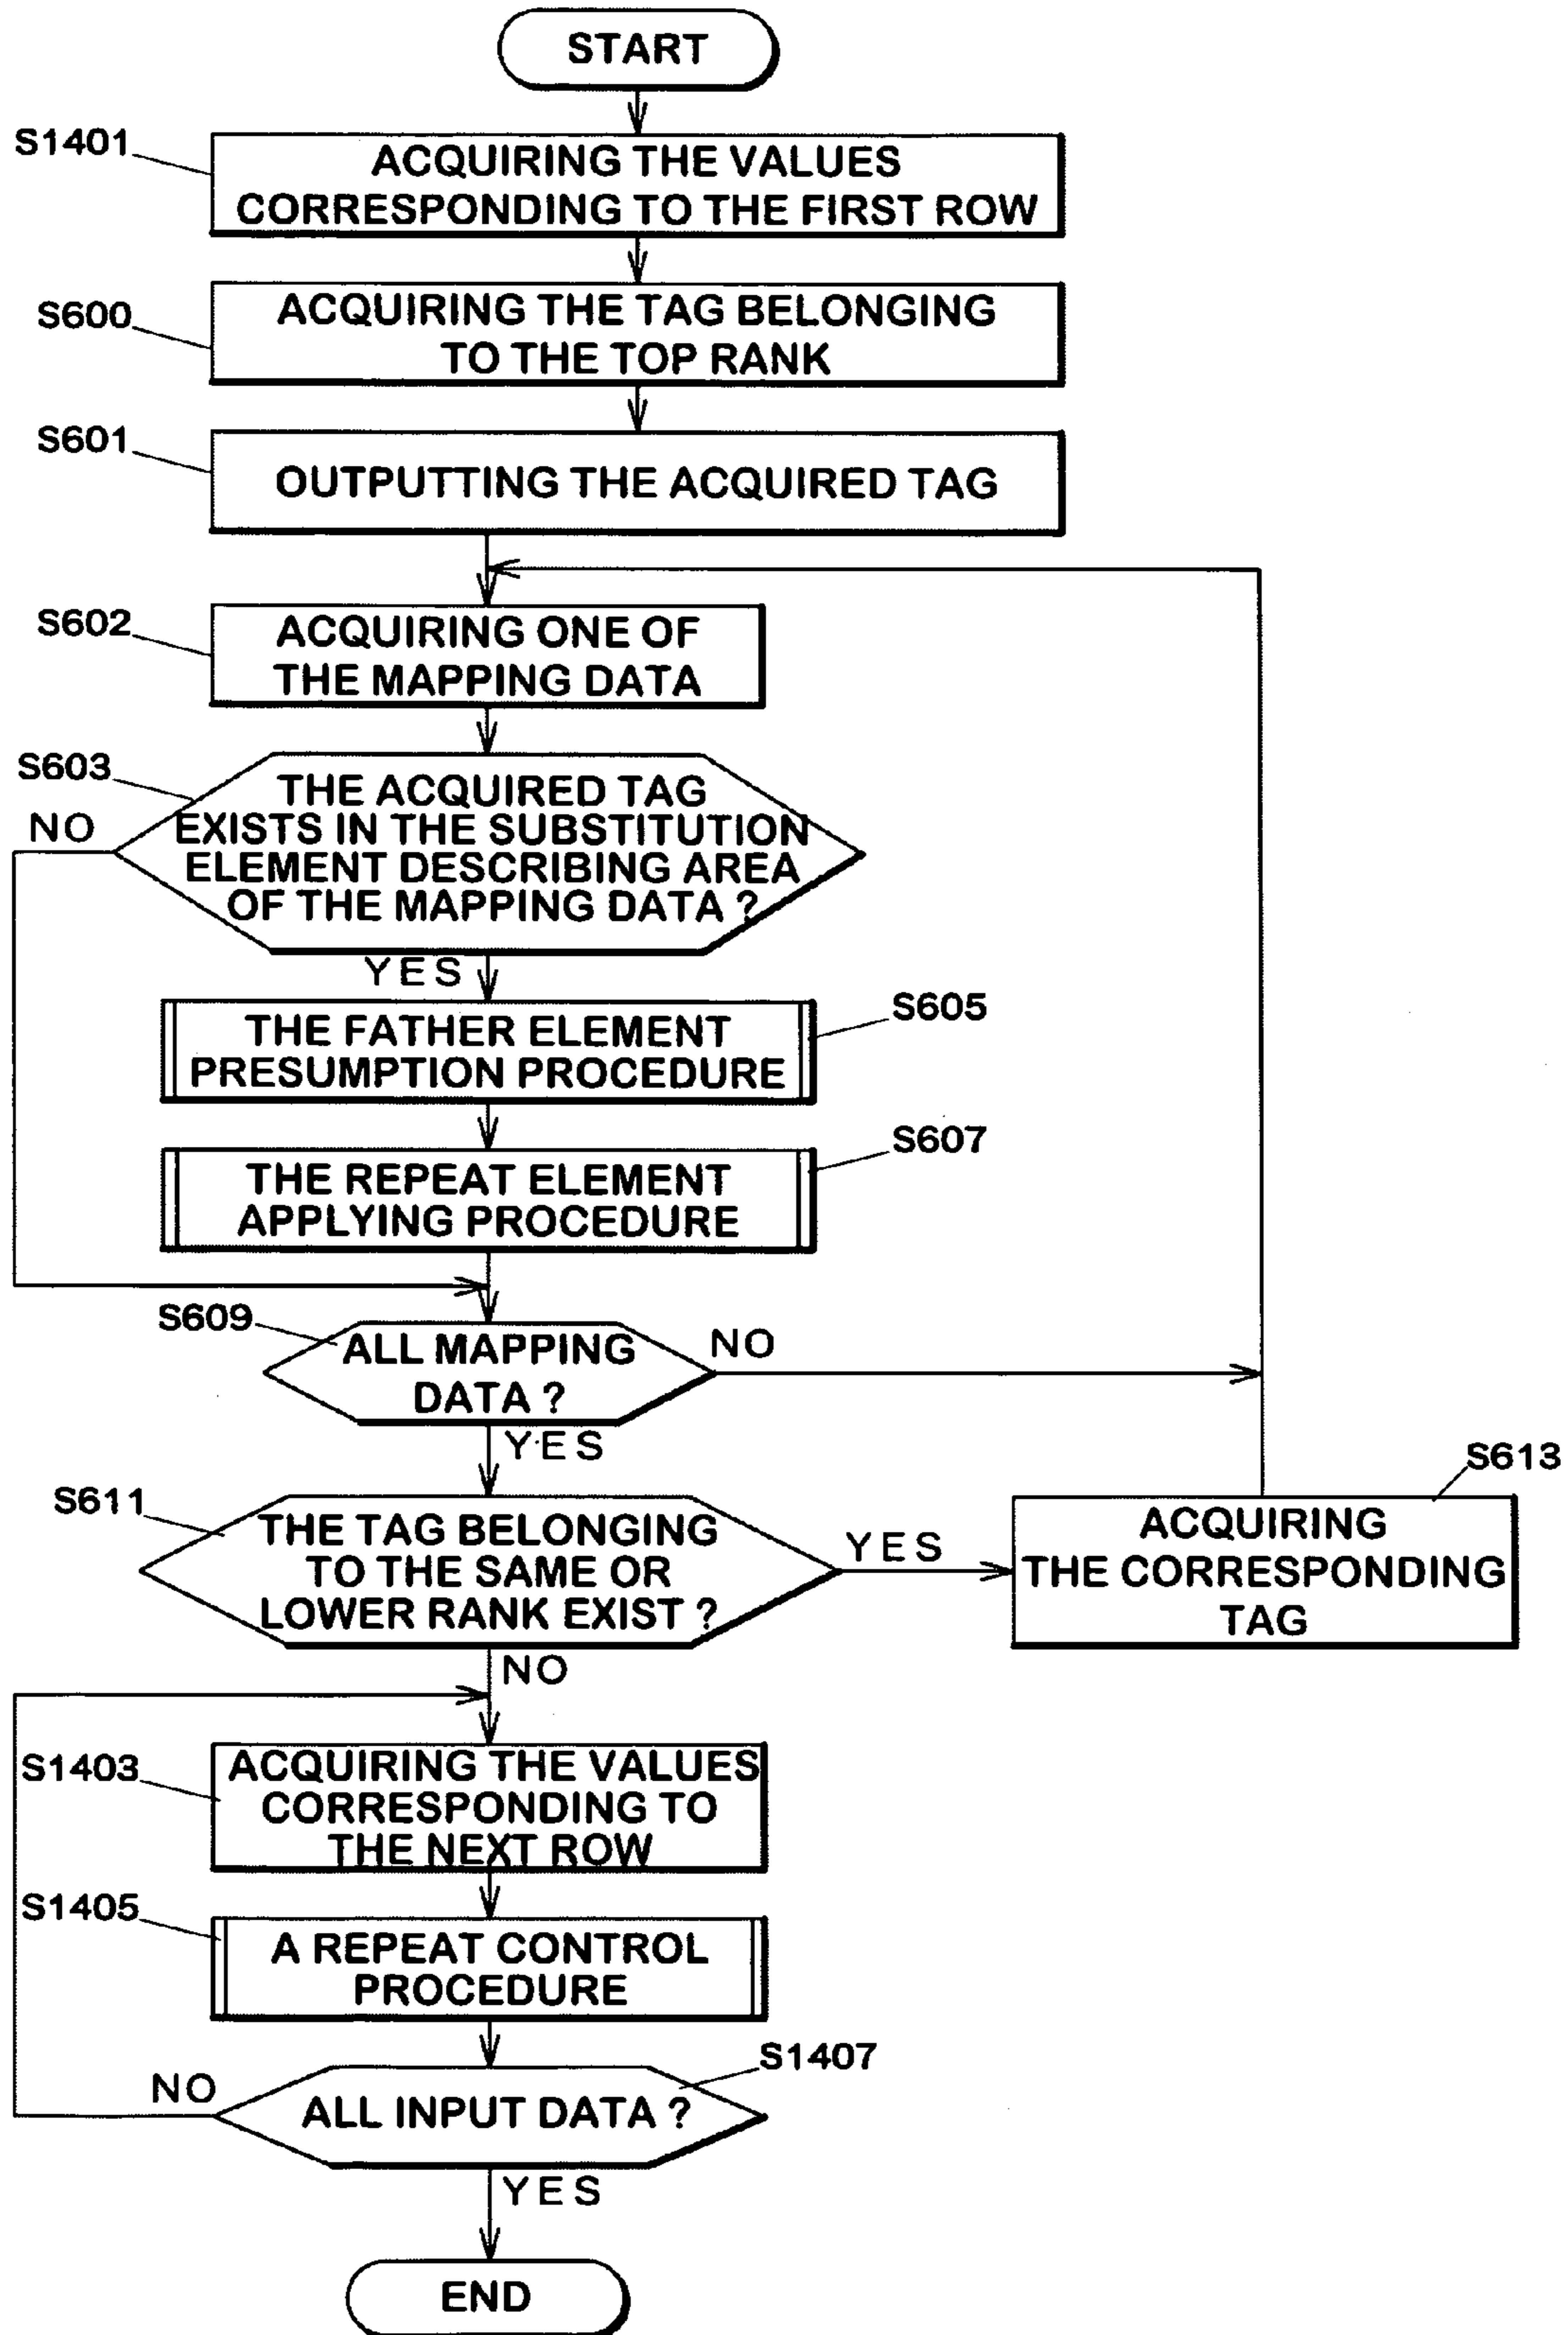 START
S1401
ACQUIRING THE VALUES
CORRESPONDING TO THE FIRST ROW
S600
ACQUIRING THE TAG BELONGING
TO THE TOP RANK
S601
OUTPUTTING THE ACQUIRED TAG
S602
ACQUIRING ONE OF
THE MAPPING DATA
S603
NO
THE ACQUIRED TAG
EXISTS IN THE SUBSTITUTION
ELEMENT DESCRIBING AREA
OF THE MAPPING DATA ?
YES
S605
THE FATHER ELEMENT
PRESUMPTION PROCEDURE
S607
THE REPEAT ELEMENT
APPLYING PROCEDURE
S609
ALL MAPPING
DATA ?
NO
YES
S611
THE TAG BELONGING
TO THE SAME OR
LOWER RANK EXIST ?
YES
S613
ACQUIRING
THE CORRESPONDING
TAG
NO
S1403
ACQUIRING THE VALUES
CORRESPONDING TO
THE NEXT ROW
S1405
A REPEAT CONTROL
PROCEDURE
S1407
NO
ALL INPUT DATA ?
YES
END